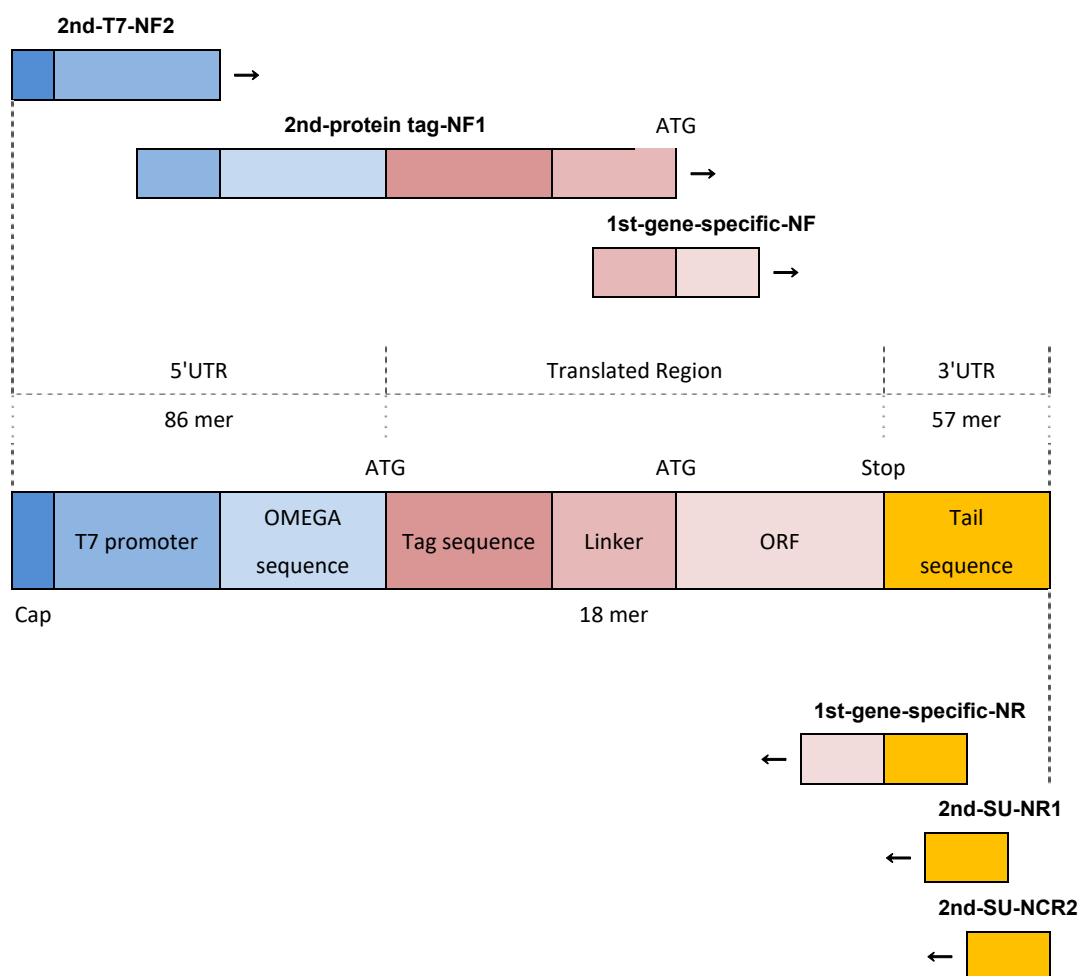 2nd-T7-NF2
→
2nd-protein tag-NF1
ATG
→
1st-gene-specific-NF
→
5'UTR
Translated Region
3'UTR
86 mer
57 mer
ATG
ATG
Stop
T7 promoter
OMEGA
sequence
Tag sequence
Linker
ORF
Tail
sequence
Cap
18 mer
1st-gene-specific-NR
←
2nd-SU-NR1
←
2nd-SU-NCR2
←